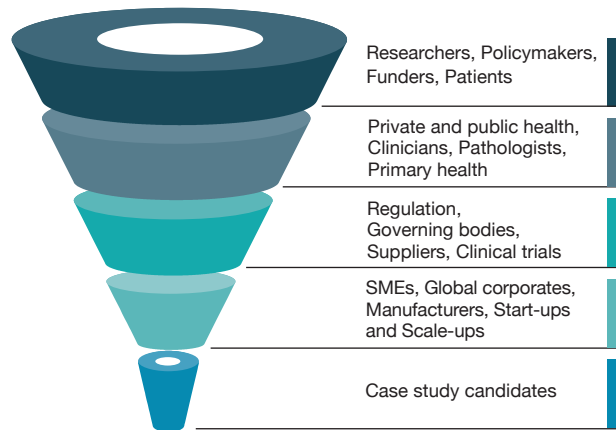 Researchers, Policymakers,
Funders, Patients
Private and public health,
Clinicians, Pathologists,
Primary health
Regulation,
Governing bodies,
Suppliers, Clinical trials
SMEs, Global corporates,
Manufacturers, Start-ups
and Scale-ups
Case study candidates